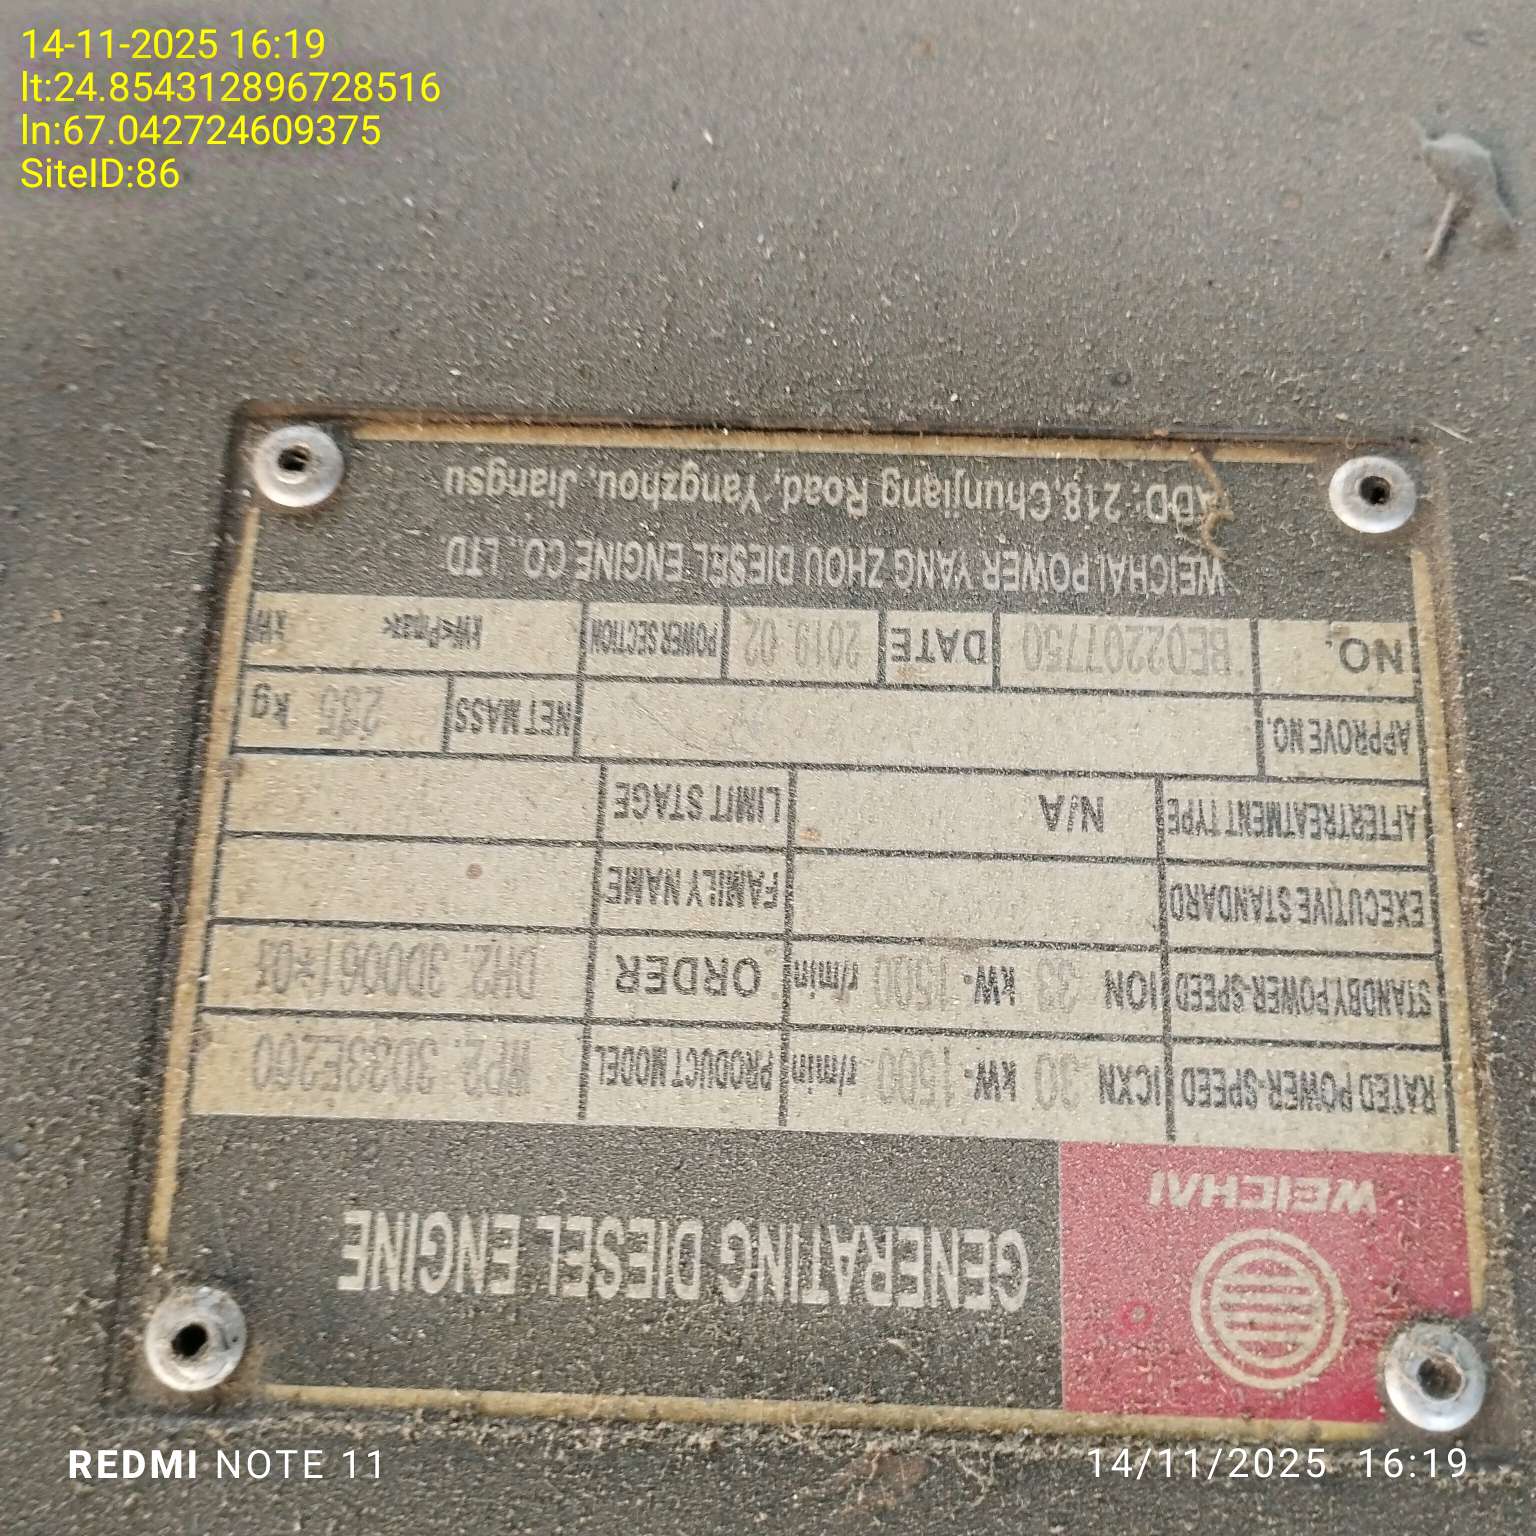 14-11-2025 16:19
lt:24.854312896728516
ln:67.042724609375
SiteID:86
WEICHAI
GENERATING DIESEL ENGINE
RATED POWER-SPEED ICXN 30 kW- 1500 r/min PRODUCT MODEL
STANDBY POWER-SPEED ION 33 kW- 1500 r/min ORDER
EXECUTIVE STANDARD FAMILY NAME
AFTERTREATMENT TYPE N/A LIMIT STAGE
APPROVE NO. NET MASS kg
NO. DATE 2019.02 POWER SECTION kW<Pmax<
WEICHAI POWER YANG ZHOU DIESEL ENGINE CO., LTD.
ADD: 218,Chunjiang Road, Yangzhou, Jiangsu
REDMI NOTE 11
14/11/2025 16:19